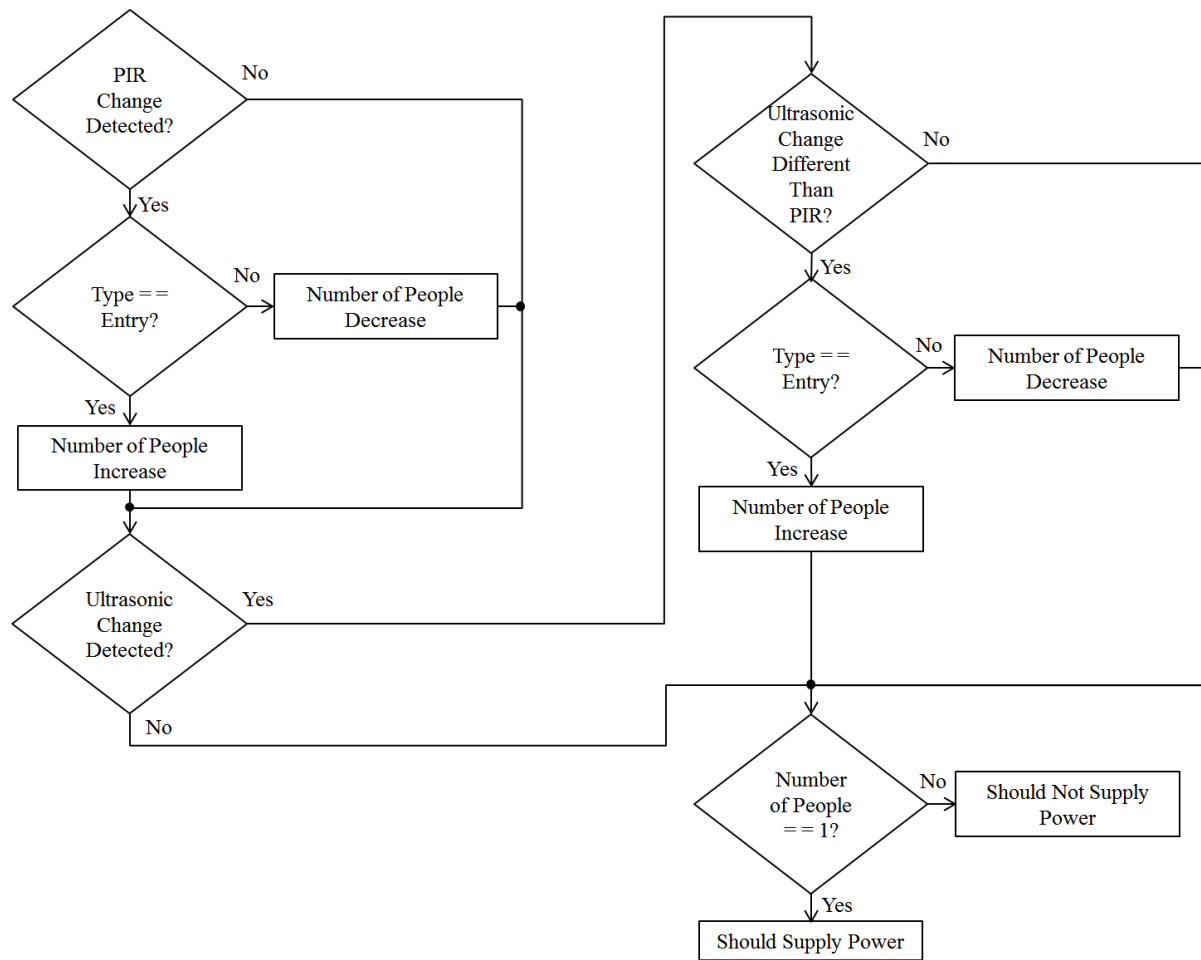 PIR
Change
Detected?
No
Yes
Type = =
Entry?
No
Number of People
Decrease
Yes
Number of People
Increase
Ultrasonic
Change
Detected?
Yes
No
Ultrasonic
Change
Different
Than
PIR?
No
Yes
Type = =
Entry?
No
Number of People
Decrease
Yes
Number of People
Increase
Number
of People
= = 1?
No
Should Not Supply
Power
Yes
Should Supply Power